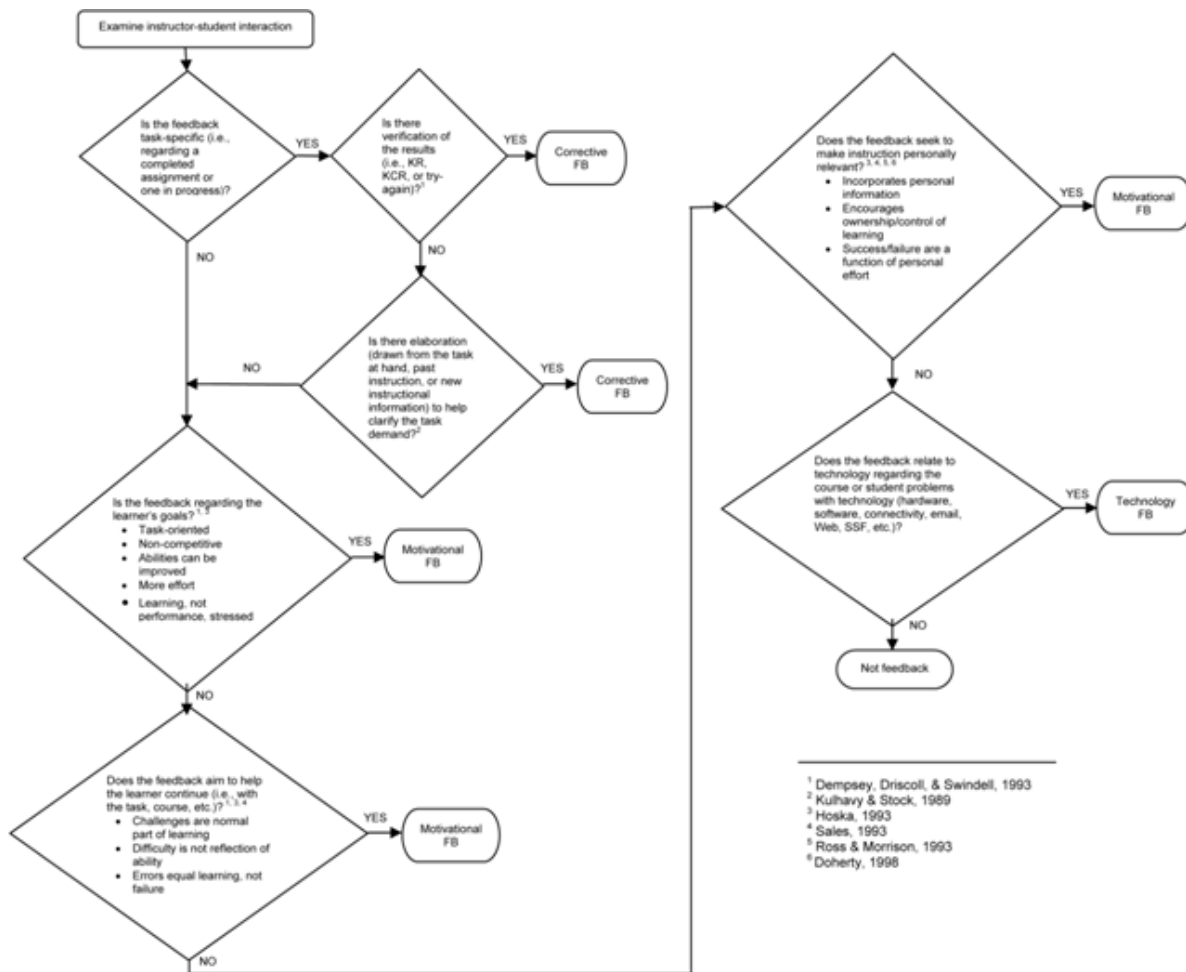 Examine instructor-student interaction
Is the feedback
task-specific (i.e.,
regarding a
completed
assignment or
one in progress)?
YES
Is there
verification of
the results
(i.e., KR,
KCR, or try-
again)?1
YES
Corrective
FB
NO
NO
Is there elaboration
(drawn from the task
at hand, past
instruction, or new
instructional
information) to help
clarify the task
demand?2
NO
YES
Corrective
FB
Is the feedback regarding the
learner's goals? 1, 3
• Task-oriented
• Non-competitive
• Abilities can be
improved
• More effort
• Learning, not
performance, stressed
YES
Motivational
FB
NO
Does the feedback aim to help
the learner continue (i.e., with
the task, course, etc.)? 1, 3, 4
• Challenges are normal
part of learning
• Difficulty is not reflection of
ability
• Errors equal learning, not
failure
YES
Motivational
FB
NO
Does the feedback seek to
make instruction personally
relevant? 3, 4, 5, 6
• Incorporates personal
information
• Encourages
ownership/control of
learning
• Success/failure are a
function of personal
effort
YES
Motivational
FB
NO
Does the feedback relate to
technology regarding the
course or student problems
with technology (hardware,
software, connectivity, email,
Web, SSF, etc.)?
YES
Technology
FB
NO
Not feedback
1 Dempsey, Driscoll, & Swindell, 1993
2 Kulhavy & Stock, 1989
3 Hoska, 1993
4 Sales, 1993
5 Ross & Morrison, 1993
6 Doherty, 1998